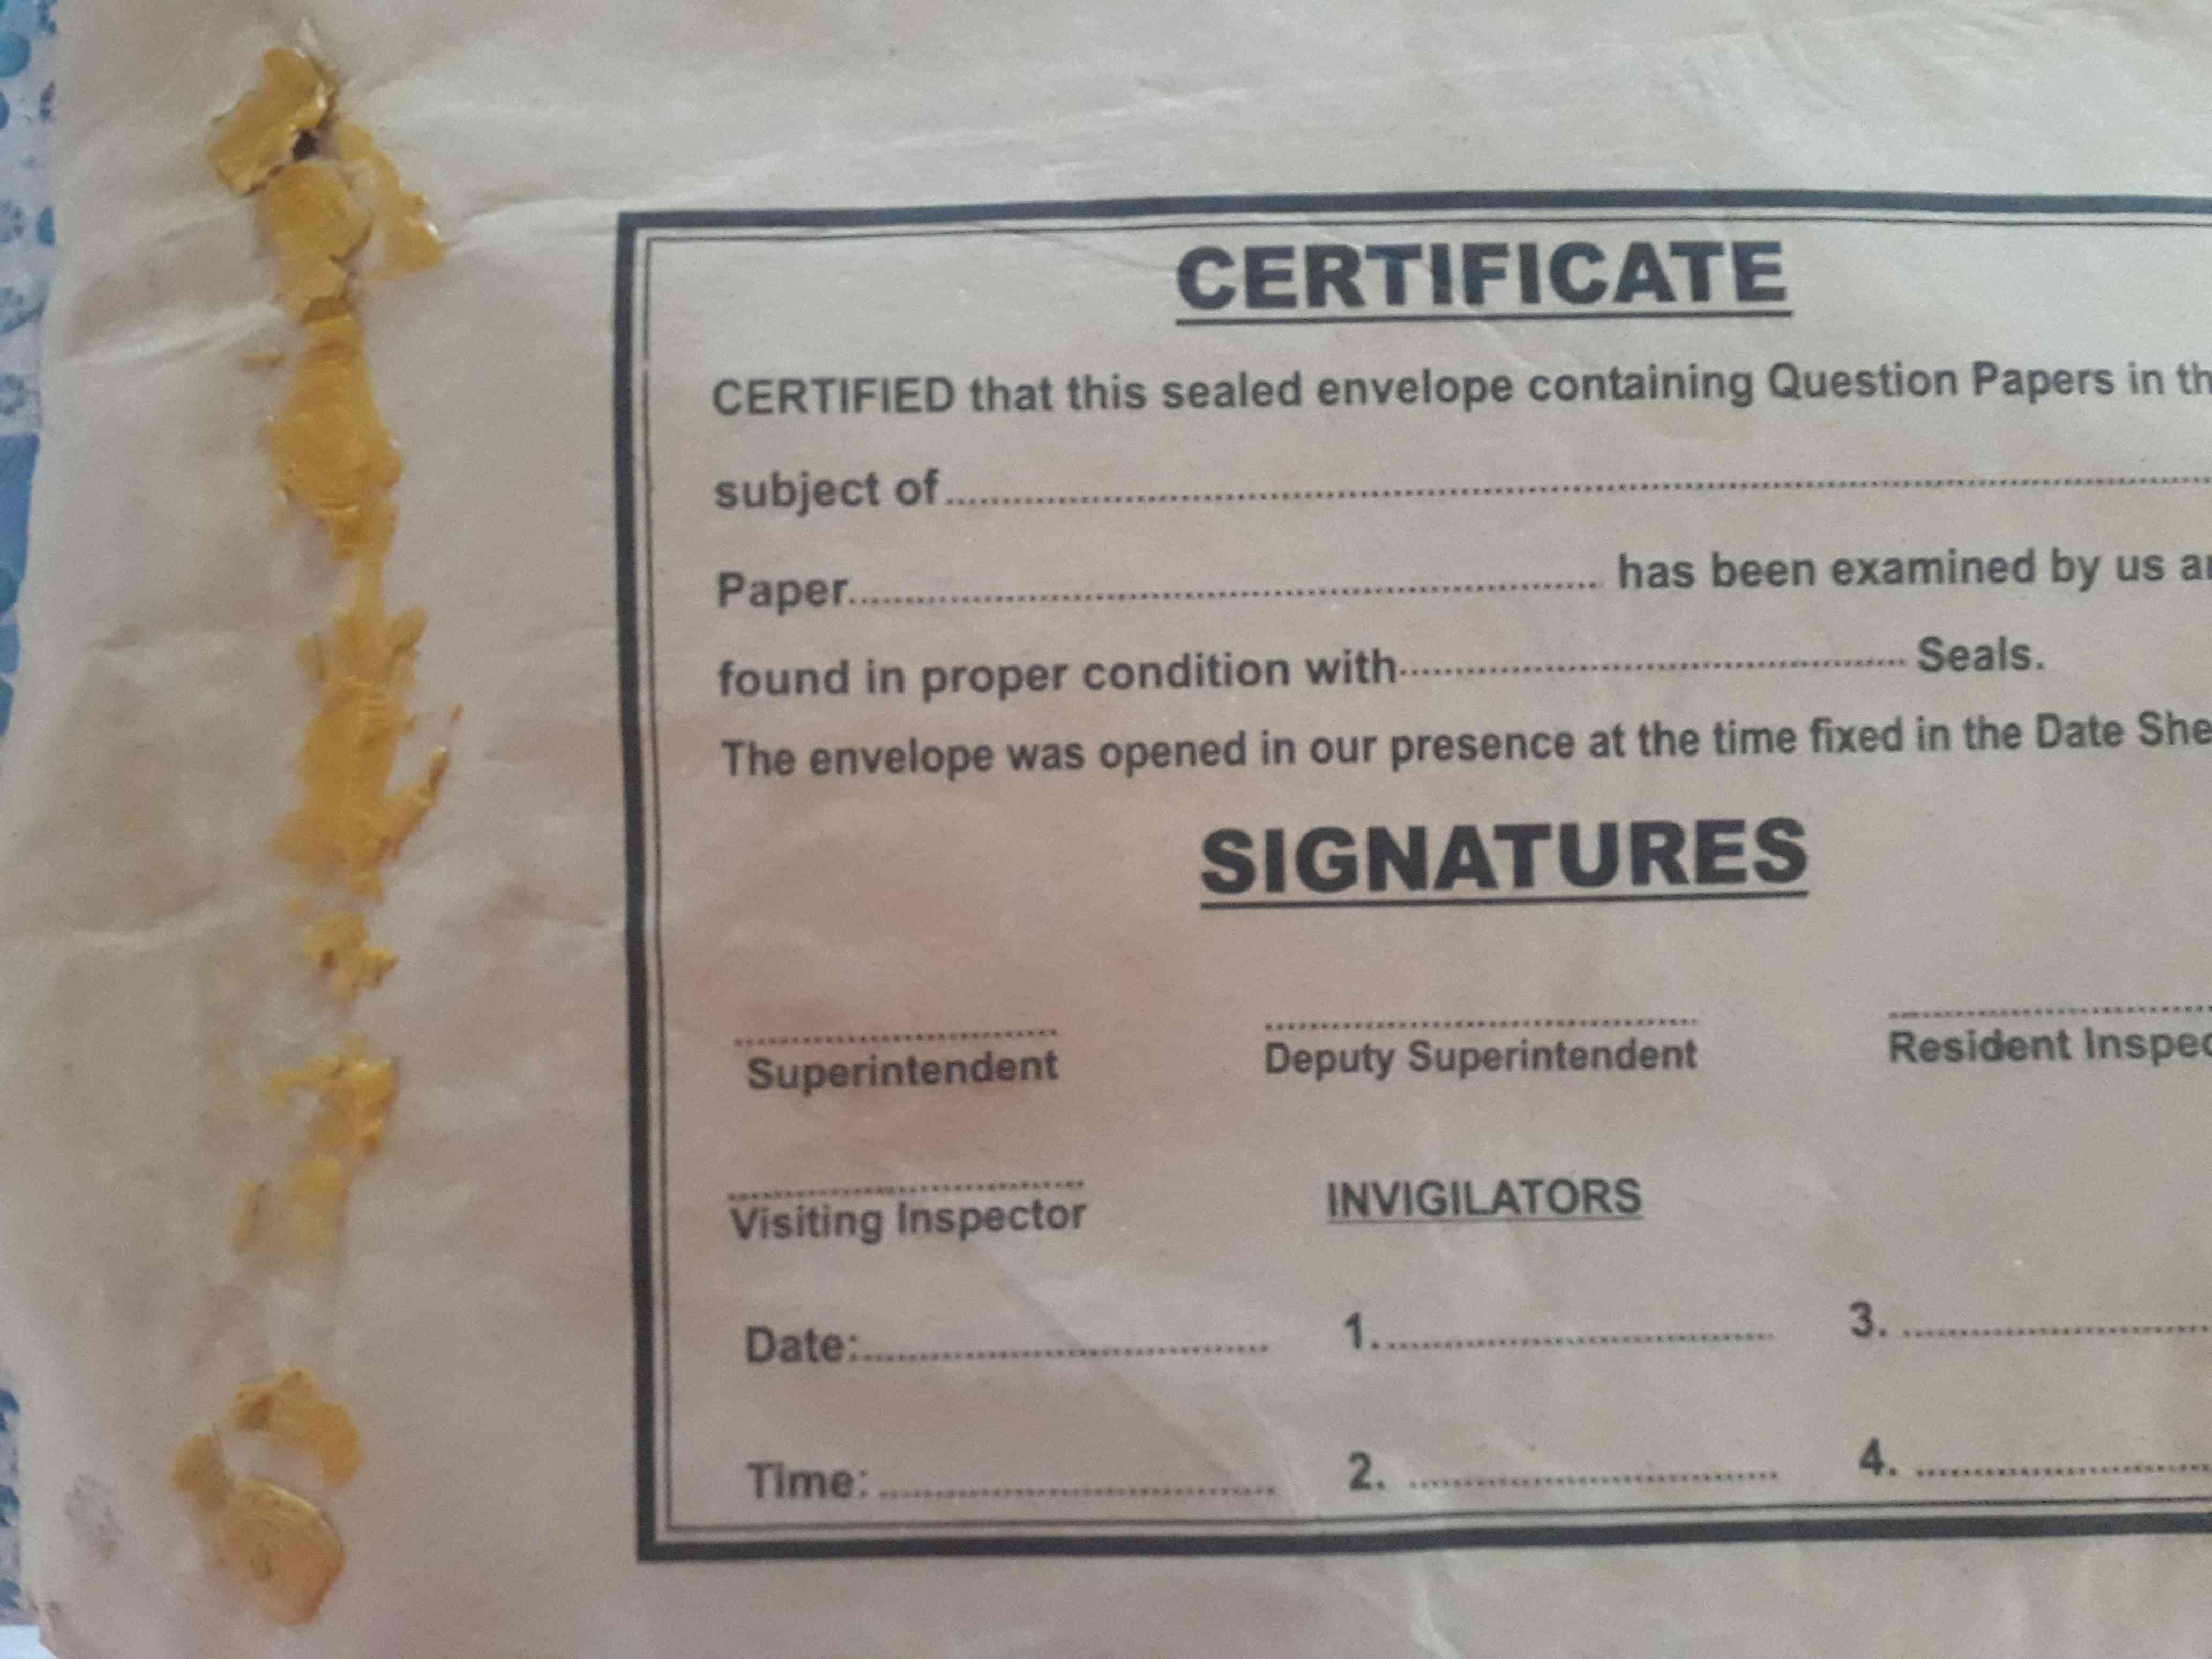 CERTIFICATE
CERTIFIED that this sealed envelope containing Question Papers in th
subject of
Paper has been examined by us
found in proper condition with Seals.
The envelope was opened in our presence at the time fixed in the Date She
SIGNATURES
Superintendent Deputy Superintendent Resident Inspec
Visiting Inspector INVIGILATORS
Date: 1. 3.
Time: 2. 4.